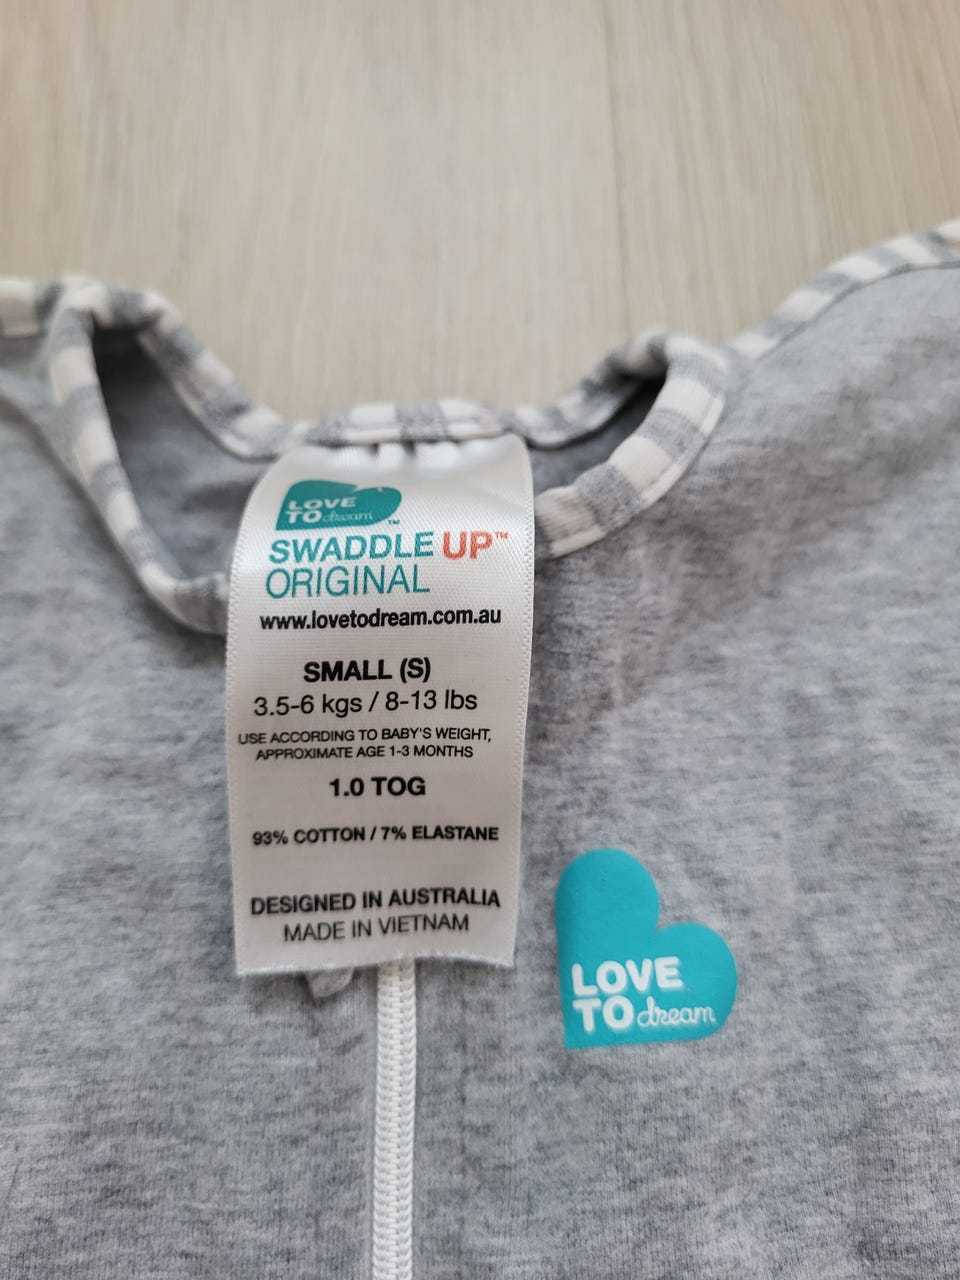 LOVE
TO dream™
SWADDLE UP™
ORIGINAL
www.lovetodream.com.au
SMALL (S)
3.5-6 kgs / 8-13 lbs
USE ACCORDING TO BABY'S WEIGHT,
APPROXIMATE AGE 1-3 MONTHS
1.0 TOG
93% COTTON / 7% ELASTANE
DESIGNED IN AUSTRALIA
MADE IN VIETNAM
LOVE
TO dream